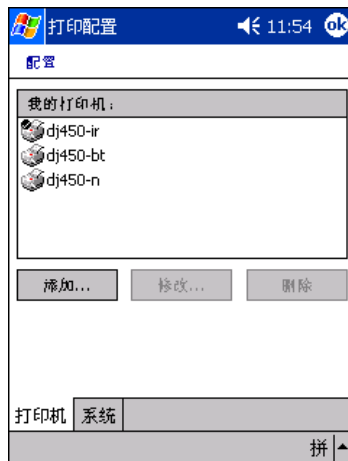 打印配置 11:54 ok
配置
我的打印机:
dj450-ir
dj450-bt
dj450-n
添加... 修改... 删除
打印机 系统
拼